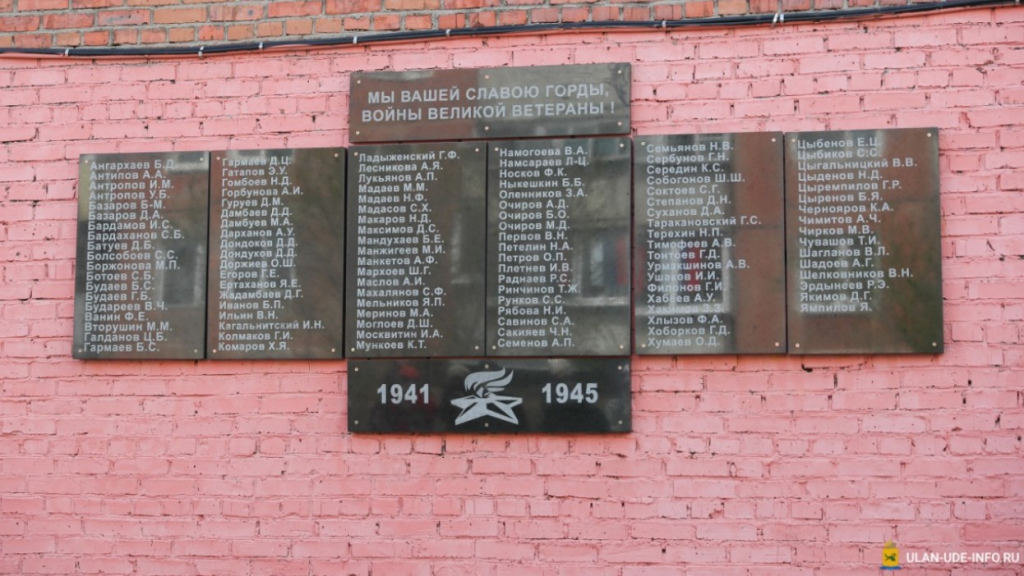 МЫ ВАШЕЙ СЛАВОЮ ГОРДЫ,
ВОЙНЫ ВЕЛИКОЙ ВЕТЕРАНЫ !
Ангархаев Б.Д.
Антипов А.А.
Антропов И.М.
Антропов У.Б.
Базаров Б-М.
Базаров Д.А.
Бардамов И.С.
Бардаханов С.Б.
Батуев Д.Б.
Болсобоев С.С.
Боржонова М.П.
Ботоев С.Б.
Будаев Б.С.
Будаев Г.Б.
Бударев В.Ч.
Ванин Ф.Е.
Вторушин М.М.
Галданов Ц.Б.
Гармаев Б.С.
Гармаев Д.Ц.
Гатапов Э.У.
Гомбоев Н.Д.
Горбунова А.И.
Гуруев Д.М.
Дамбаев Д.Д.
Дамбуев М.А.
Дарханов А.У.
Дондоков Д.Д.
Дондоков Д.Д.
Доржиев О.Ш.
Егоров Г.Е.
Ертаханов Я.Е.
Жадамбаев Д.Г.
Иванов Б.П.
Ильин В.Н.
Кагальнитский И.Н.
Колмаков Г.И.
Комаров Х.Я.
Ладыженский Г.Ф.
Лесникова А.Я.
Лукьянов А.П.
Мадаев М.М.
Мадаев Н.Ф.
Мадасов С.Х.
Макаров Н.Д.
Максимов Д.С.
Мандухаев Б.Е.
Манжигеев М.И.
Манкетов А.Ф.
Мархоев Ш.Г.
Маслов А.И.
Махалянов С.Ф.
Мельников Я.П.
Меринов М.А.
Моглоев Д.Ш.
Москвитин И.А.
Мункоев К.Т.
Намогоева В.А.
Намсараев Л-Ц.
Носков Ф.К.
Ныкешкин Б.Б.
Оленников Э.А.
Очиров А.Д.
Очиров Б.О.
Очиров М.Д.
Первов В.Н.
Петелин Н.А.
Петров О.П.
Плетнев И.В.
Раднаев Р.С.
Ринчинов Т.Ж
Рунков С.С.
Рябова Н.И.
Савинов С.А.
Сакияев Ч.Н.
Семенов А.П.
Семьянов Н.В.
Сербунов Г.Н.
Середин К.С.
Собогонов Ш.Ш.
Соктоев С.Г.
Степанов Д.Н.
Суханов Д.А.
Таракановский Г.С.
Терехин Н.П.
Тимофеев А.В.
Тонтоев Г.Д.
Урмакшинов А.В.
Ушаков И.И.
Филонов Г.И.
Хабеев А.У.
Хлызов Ф.А.
Хоборков Г.Д.
Хумаев О.Д.
Цыбенов Е.Ц.
Цыбиков С.С.
Цыгальницкий В.В.
Цыденов Н.Д.
Цыремпилов Г.Р.
Цыренов Б.Я.
Чернояров К.А.
Чимитов А.Ч.
Чирков М.В.
Чувашов Т.И.
Шагланов В.Л.
Шадоев А.Г.
Шелковников В.Н.
Эрдынеев Р.Э.
Якимов Д.Г.
Ямпилов Я.
1941 1945
ULAN-UDE-INFO.RU